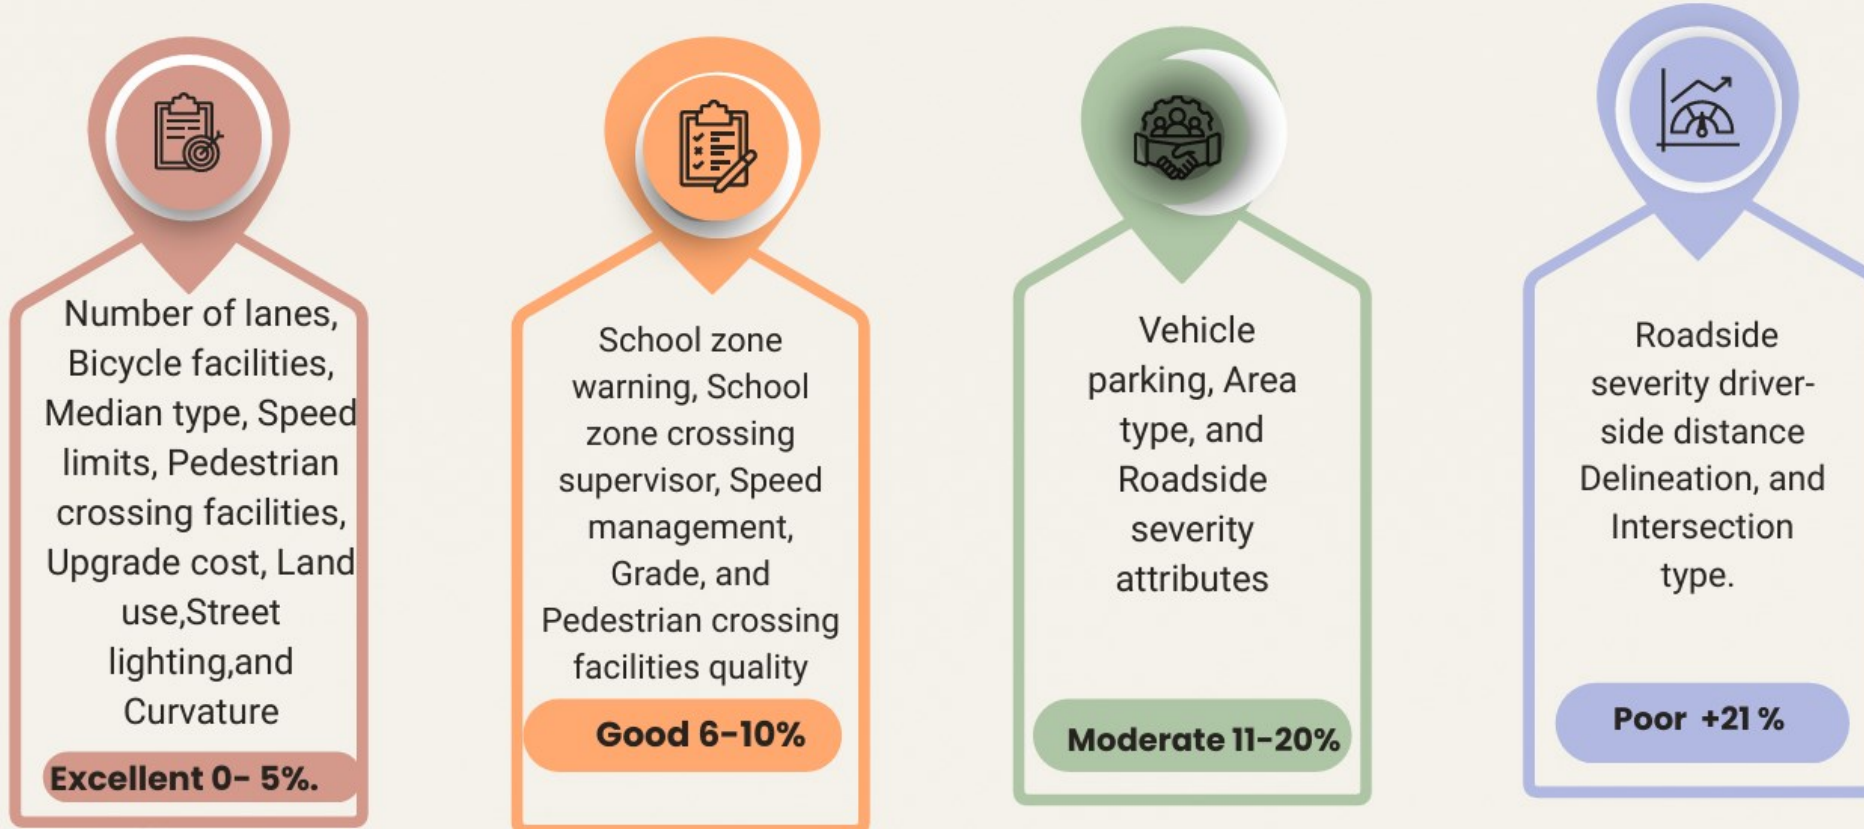 Number of lanes,
Bicycle facilities,
Median type, Speed
limits, Pedestrian
crossing facilities,
Upgrade cost, Land
use,Street
lighting,and
Curvature
Excellent 0- 5%.
School zone
warning, School
zone crossing
supervisor, Speed
management,
Grade, and
Pedestrian crossing
facilities quality
Good 6-10%
Vehicle
parking, Area
type, and
Roadside
severity
attributes
Moderate 11-20%
Roadside
severity driver-
side distance
Delineation, and
Intersection
type.
Poor +21 %